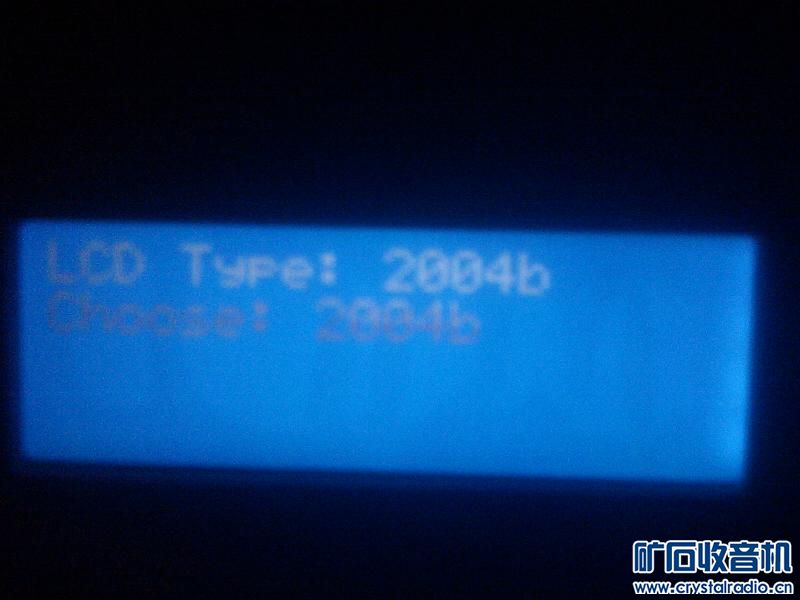 LCD Type: 2004b
Choose: 2004b
矿石收音机
www.crystalradio.cn